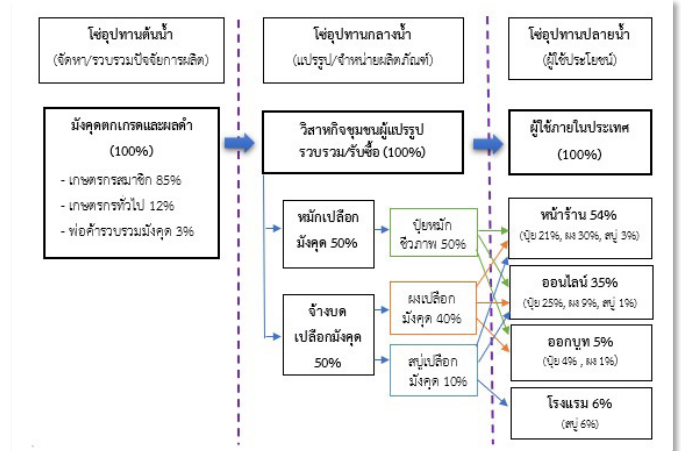 โซ่อุปทานต้นน้ำ
(จัดหา/รวบรวมปัจจัยการผลิต)
โซ่อุปทานกลางน้ำ
(แปรรูป/จำหน่ายผลิตภัณฑ์)
โซ่อุปทานปลายน้ำ
(ผู้ใช้ประโยชน์)
มังคุดตกเกรดและผลดำ
(100%)
- เกษตรกรสมาชิก 85%
- เกษตรกรทั่วไป 12%
- พ่อค้ารวบรวมมังคุด 3%
วิสาหกิจชุมชนผู้แปรรูป
รวบรวม/รับซื้อ (100%)
ผู้ใช้ภายในประเทศ
(100%)
หมักเปลือก
มังคุด 50%
ปุ๋ยหมัก
ชีวภาพ 50%
จ้างบด
เปลือกมังคุด
50%
ผงเปลือก
มังคุด 40%
สบู่เปลือก
มังคุด 10%
หน้าร้าน 54%
(ปุ๋ย 21%, ผง 30%, สบู่ 3%)
ออนไลน์ 35%
(ปุ๋ย 25%, ผง 9%, สบู่ 1%)
ออกบูท 5%
(ปุ๋ย 4% , ผง 1%)
โรงแรม 6%
(สบู่ 6%)